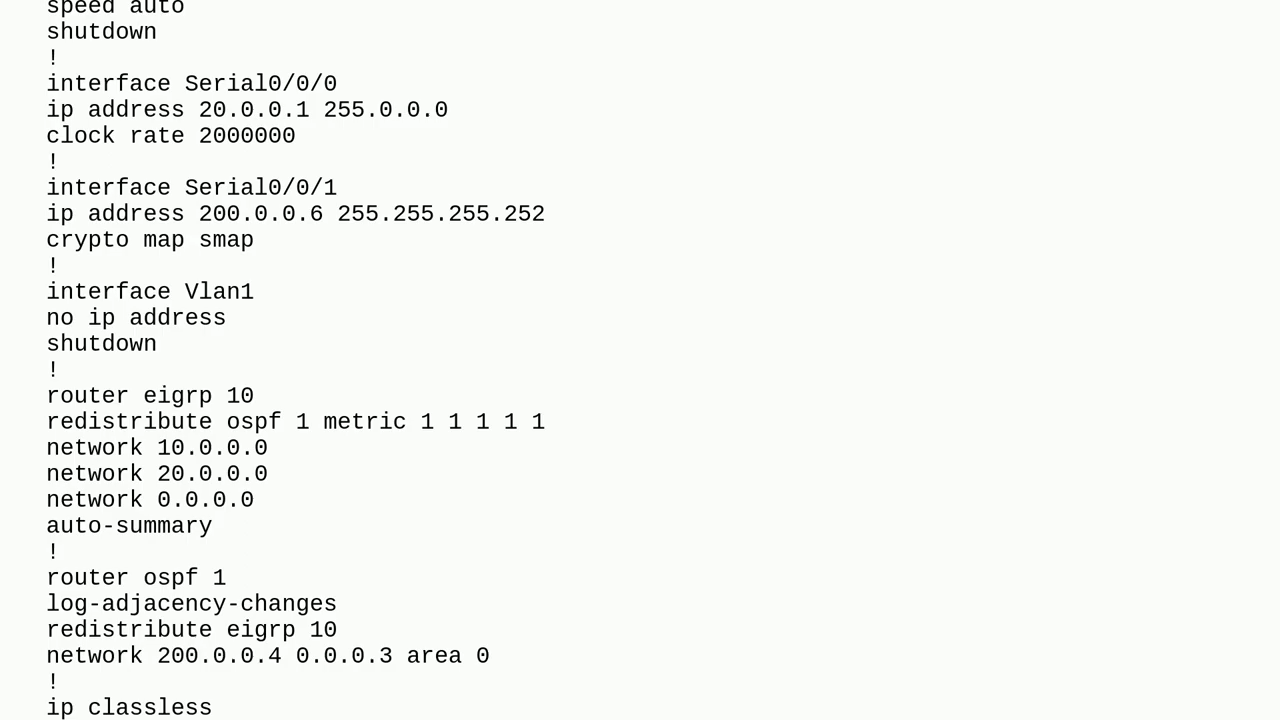 speed auto
shutdown
!
interface Serial0/0/0
ip address 20.0.0.1 255.0.0.0
clock rate 2000000
!
interface Serial0/0/1
ip address 200.0.0.6 255.255.255.252
crypto map smap
!
interface Vlan1
no ip address
shutdown
!
router eigrp 10
redistribute ospf 1 metric 1 1 1 1 1
network 10.0.0.0
network 20.0.0.0
network 0.0.0.0
auto-summary
!
router ospf 1
log-adjacency-changes
redistribute eigrp 10
network 200.0.0.4 0.0.0.3 area 0
!
ip classless